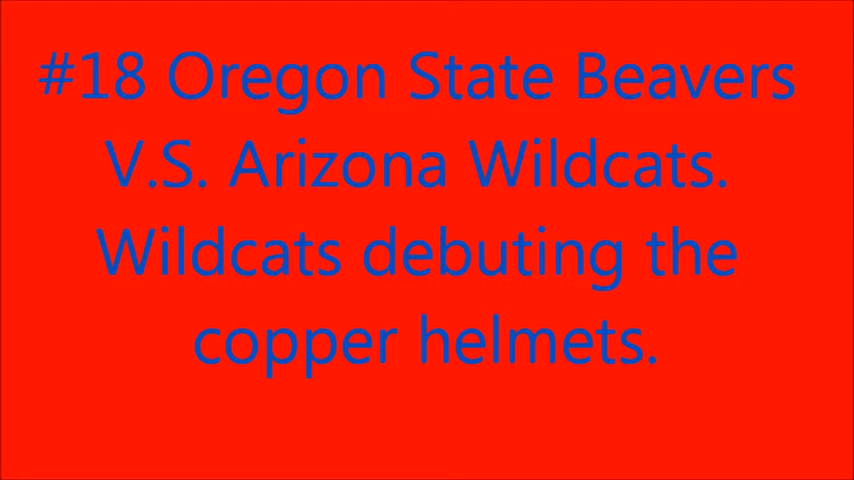 #18 Oregon State Beavers
V.S. Arizona Wildcats.
Wildcats debuting the
copper helmets.